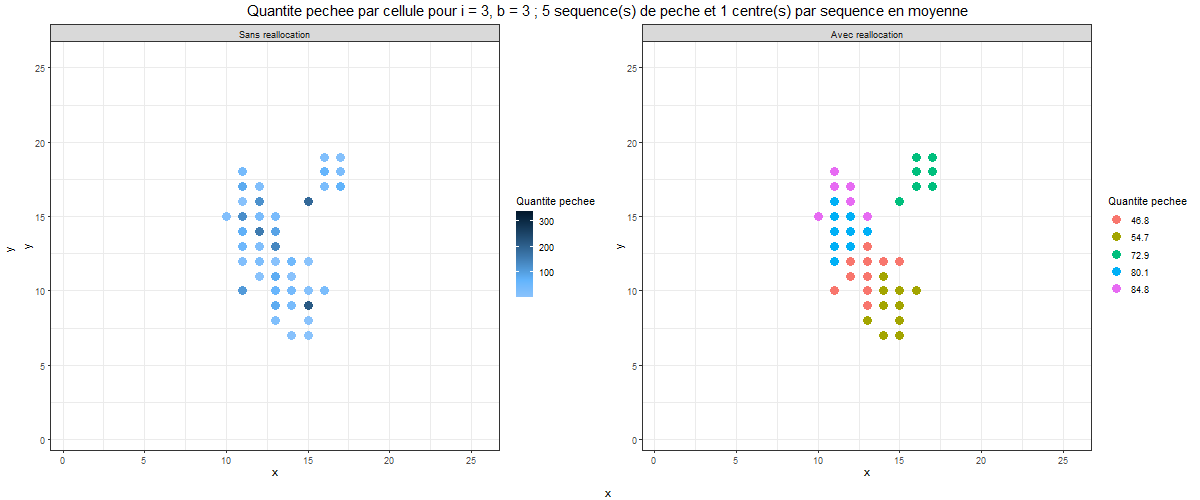 Quantite pechee par cellule pour i = 3, b = 3 ; 5 sequence(s) de peche et 1 centre(s) par sequence en moyenne
Sans reallocation
25
20
15
10
5
0
y
y
0 5 10 15 20 25
x
Quantite pechee
300
200
100
Avec reallocation
25
20
15
10
5
0
y
0 5 10 15 20 25
x
Quantite pechee
46.8
54.7
72.9
80.1
84.8
x